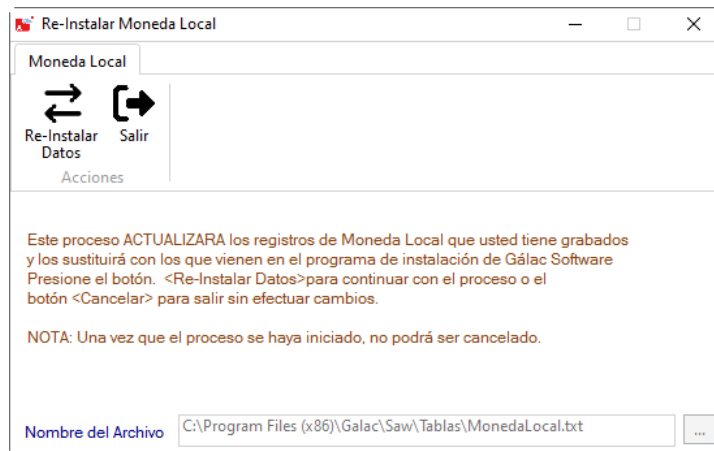 Re-Instalar Moneda Local
Moneda Local
Re-Instalar Salir
Datos
Acciones
Este proceso ACTUALIZARA los registros de Moneda Local que usted tiene grabados
y los sustituirá con los que vienen en el programa de instalación de Gálac Software
Presione el botón.  <Re-Instalar Datos>para continuar con el proceso o el
botón <Cancelar> para salir sin efectuar cambios.
NOTA: Una vez que el proceso se haya iniciado, no podrá ser cancelado.
Nombre del Archivo C:\Program Files (x86)\Galac\Saw\Tablas\MonedaLocal.txt ...